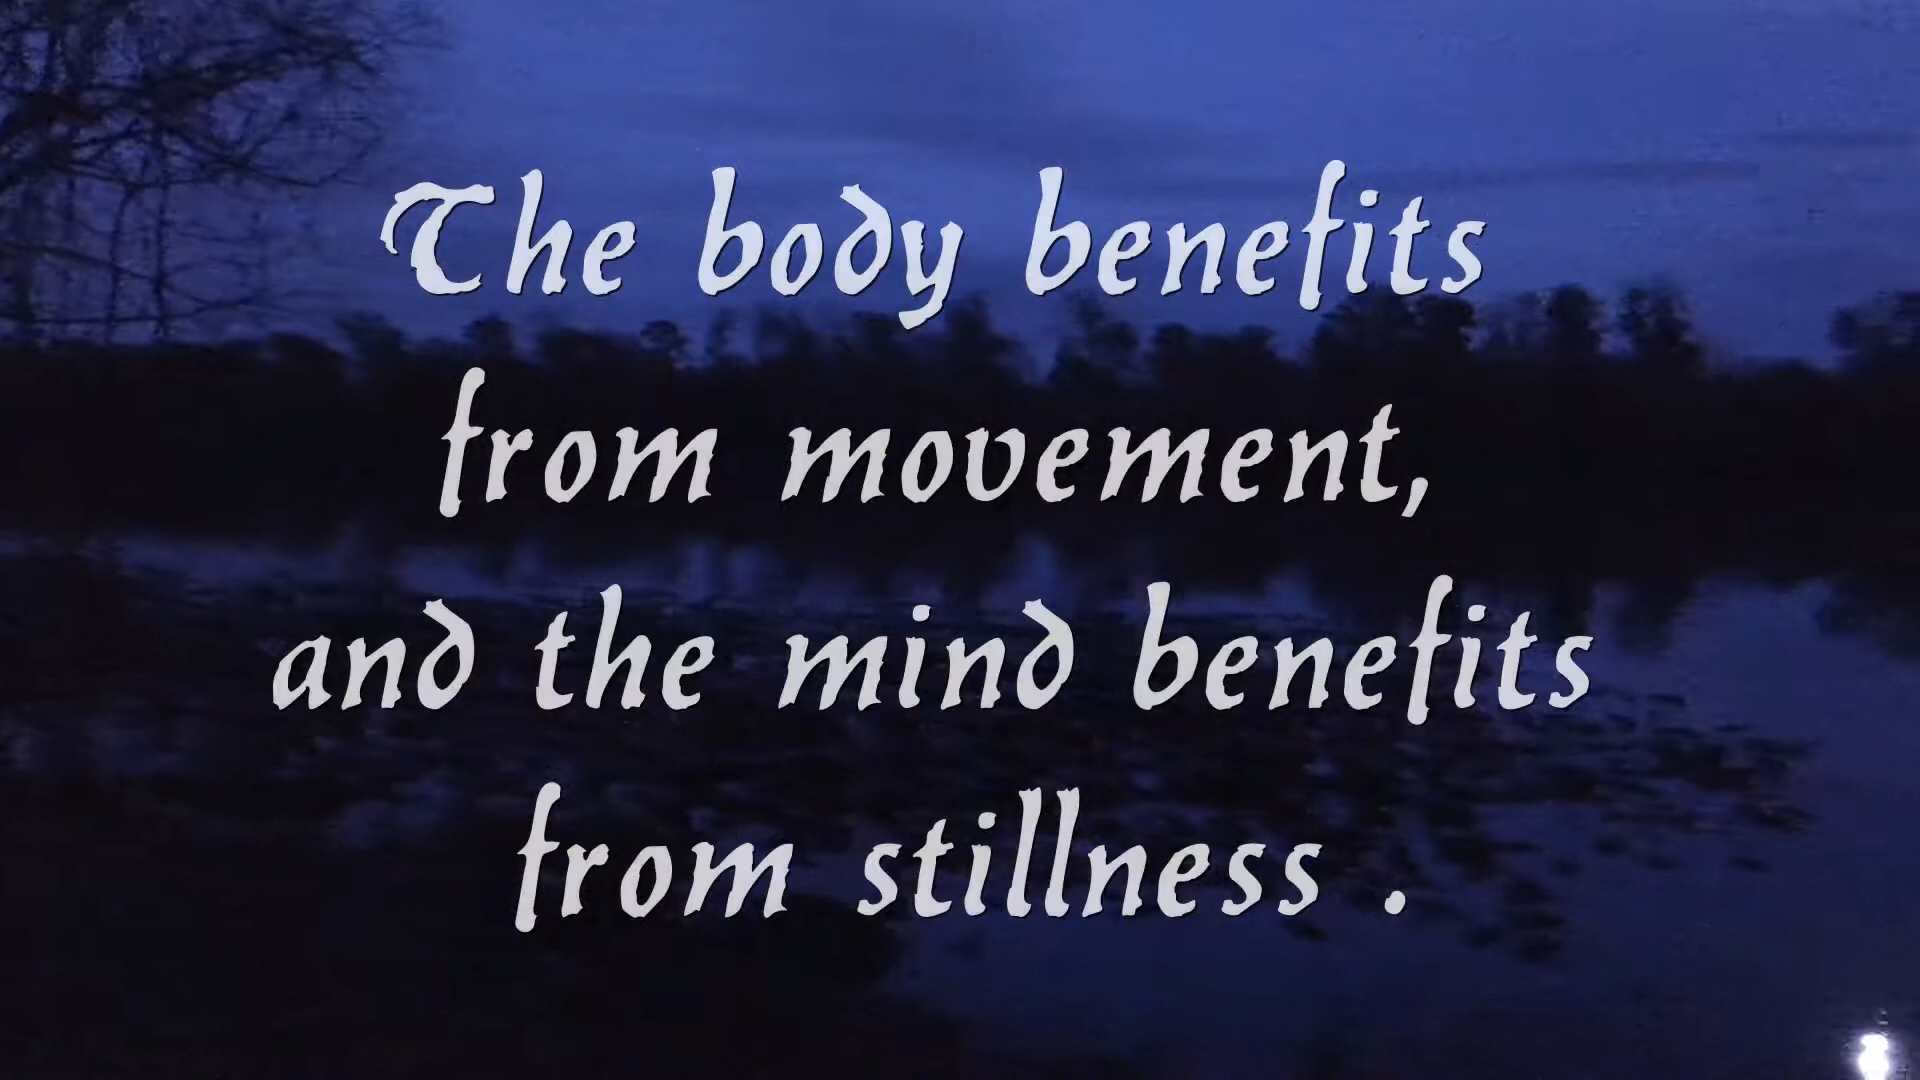 The body benefits
from movement,
and the mind benefits
from stillness .